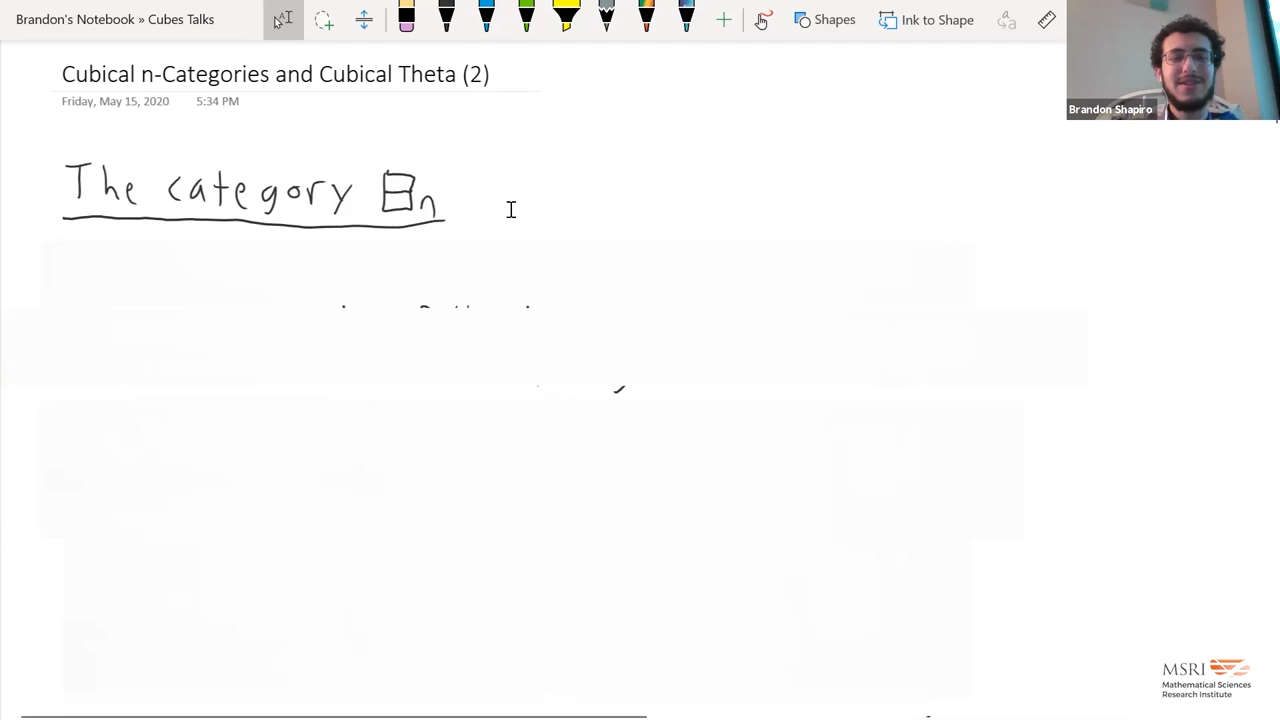 Brandon's Notebook » Cubes Talks
Shapes
Ink to Shape
Cubical n-Categories and Cubical Theta (2)
Friday, May 15, 2020 5:34 PM
Brandon Shapiro
The category ⊟n
MSRI
Mathematical Sciences
Research Institute